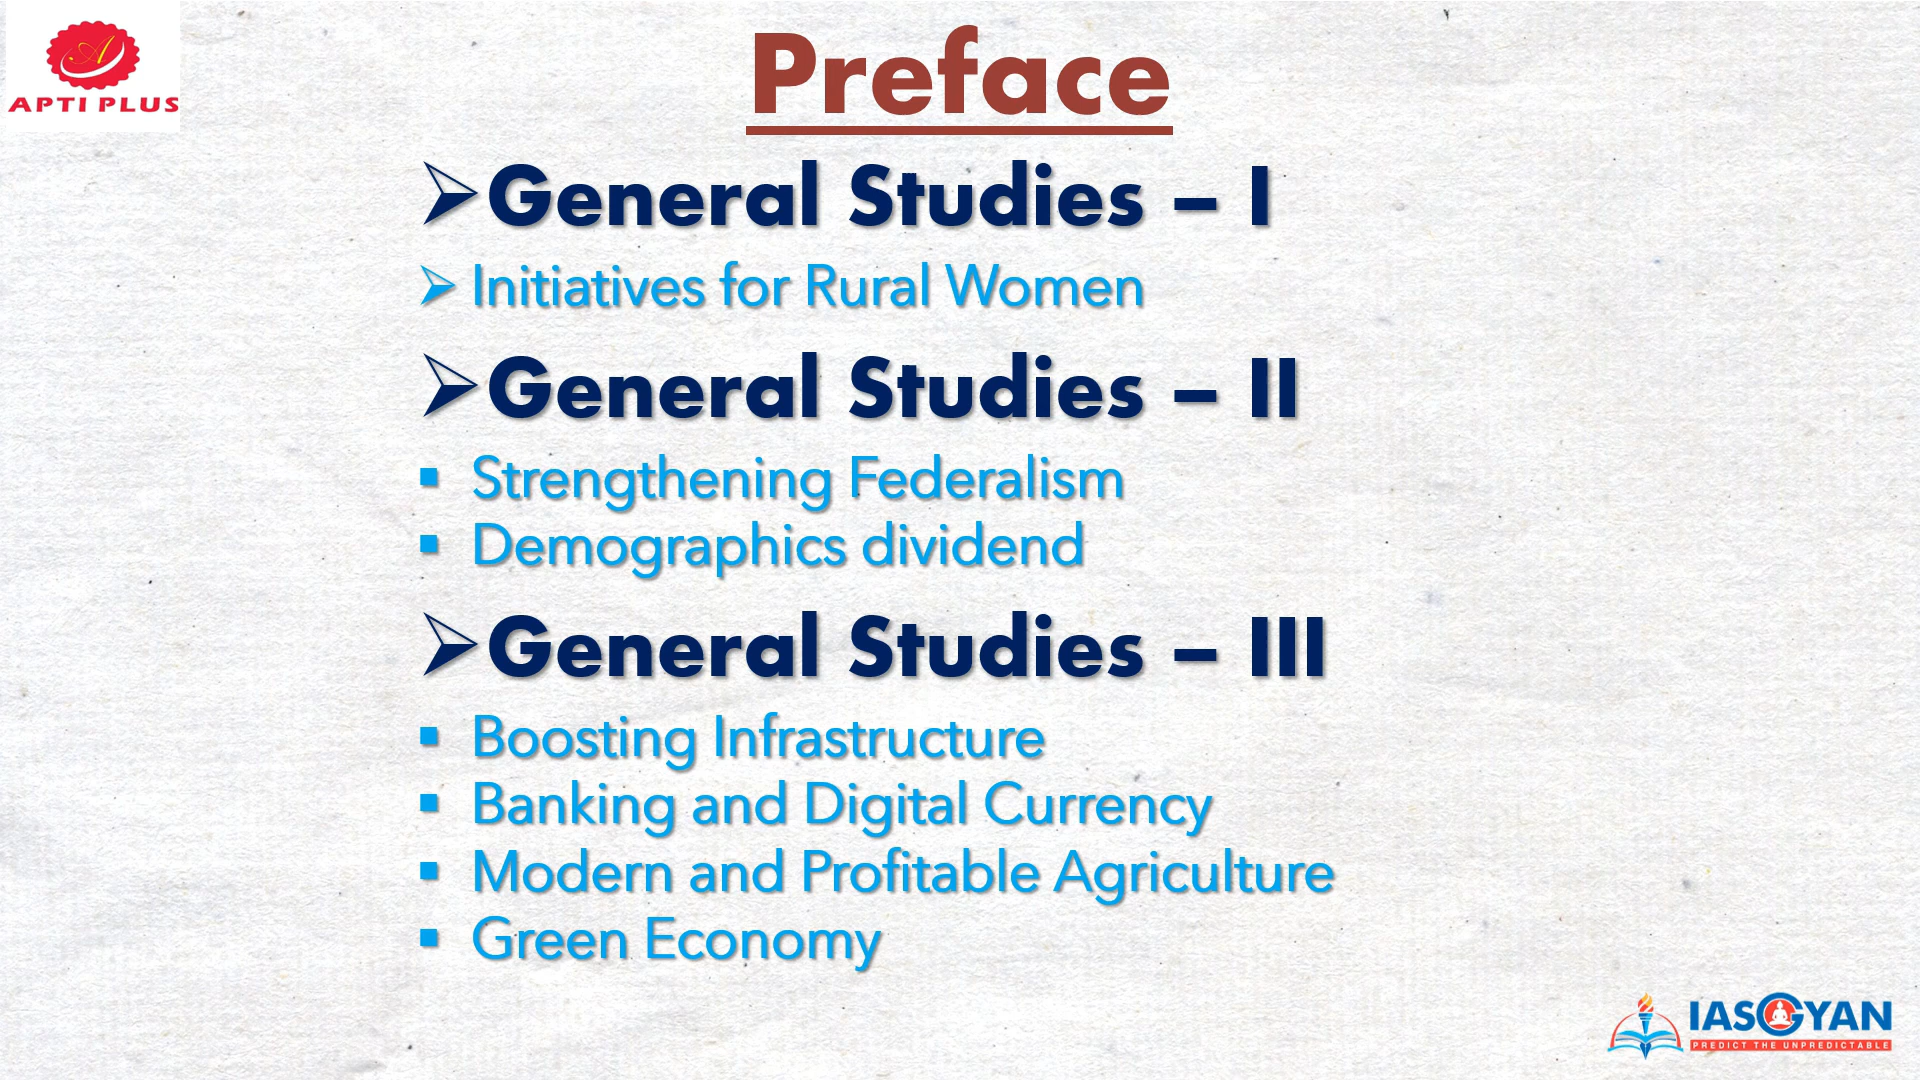 APTI PLUS
Preface
General Studies – I
Initiatives for Rural Women
General Studies – II
Strengthening Federalism
Demographics dividend
General Studies – III
Boosting Infrastructure
Banking and Digital Currency
Modern and Profitable Agriculture
Green Economy
IASGYAN
PREDICT THE UNPREDICTABLE